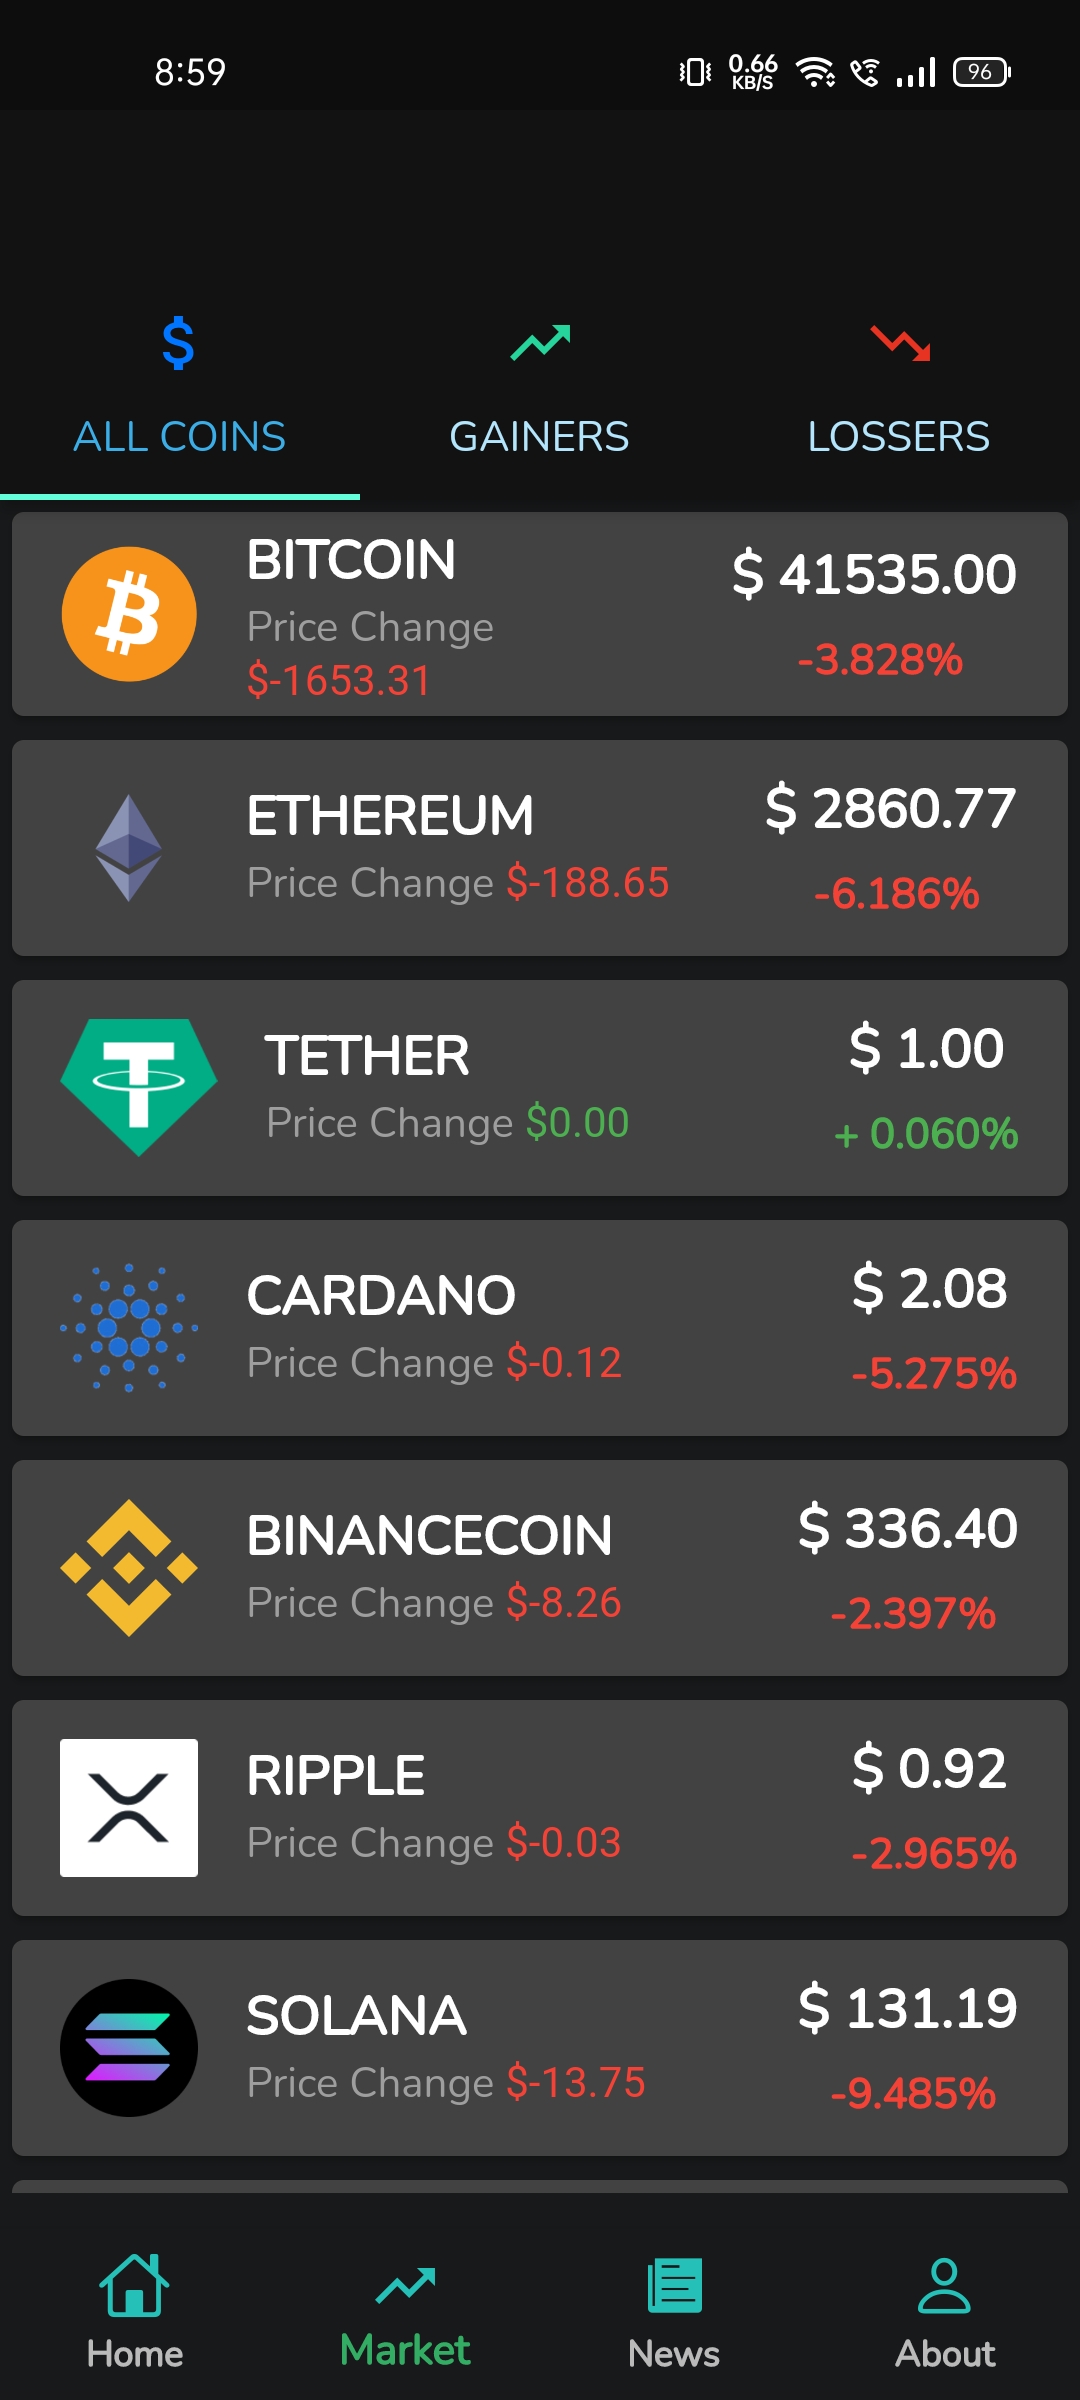 8:59
0.66
KB/S
96
ALL COINS
GAINERS
LOSSERS
BITCOIN
Price Change
$-1653.31
$ 41535.00
-3.828%
ETHEREUM
Price Change $-188.65
$ 2860.77
-6.186%
TETHER
Price Change $0.00
$ 1.00
+ 0.060%
CARDANO
Price Change $-0.12
$ 2.08
-5.275%
BINANCECOIN
Price Change $-8.26
$ 336.40
-2.397%
RIPPLE
Price Change $-0.03
$ 0.92
-2.965%
SOLANA
Price Change $-13.75
$ 131.19
-9.485%
Home
Market
News
About